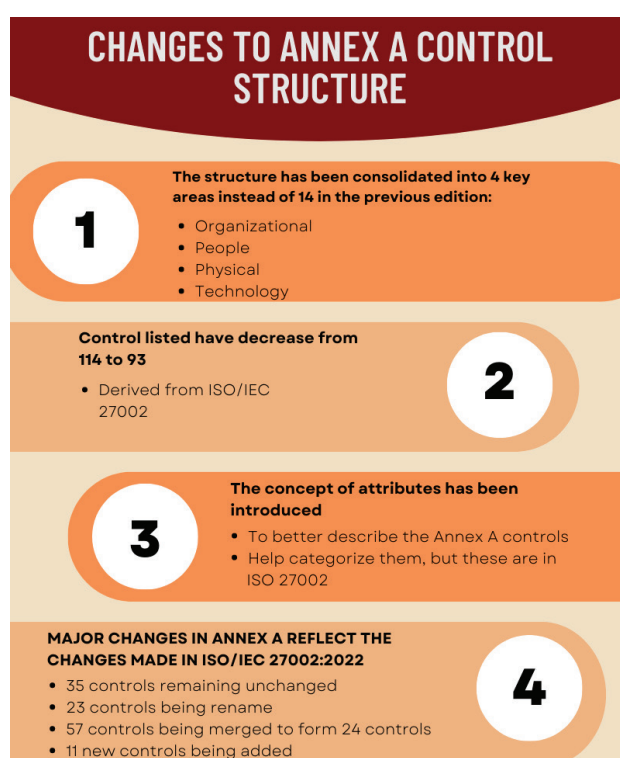 CHANGES TO ANNEX A CONTROL
STRUCTURE
1
The structure has been consolidated into 4 key
areas instead of 14 in the previous edition:
• Organizational
• People
• Physical
• Technology
Control listed have decrease from
114 to 93
• Derived from ISO/IEC
27002
2
3
The concept of attributes has been
introduced
• To better describe the Annex A controls
• Help categorize them, but these are in
ISO 27002
MAJOR CHANGES IN ANNEX A REFLECT THE
CHANGES MADE IN ISO/IEC 27002:2022
• 35 controls remaining unchanged
• 23 controls being rename
• 57 controls being merged to form 24 controls
• 11 new controls being added
4